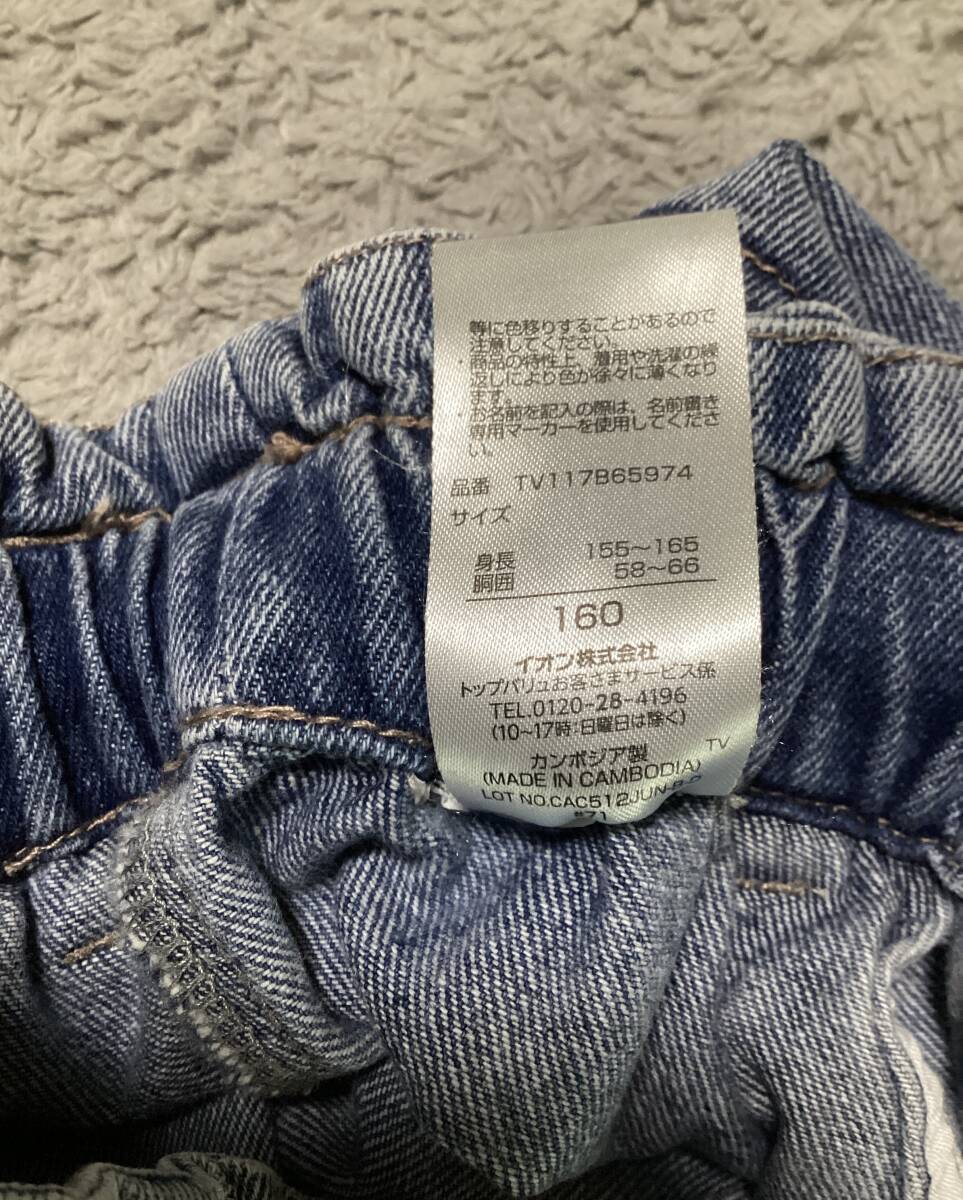 等に色移りすることがあるので
注意してください。
・商品の特性上、着用や洗濯の繰
返しにより色が徐々に薄くなり
ます。
・お名前を記入の際は、名前書き
専用マーカーを使用してくださ
い。
品番 TV117B65974
サイズ
身長 155～165
胴囲 58～66
160
イオン株式会社
トップバリュお客さまサービス係
TEL.0120-28-4196
(10~17時:日曜日は除く)
カンボジア製 TV
(MADE IN CAMBODIA)
LOT NO.CAC512JUN-
#71